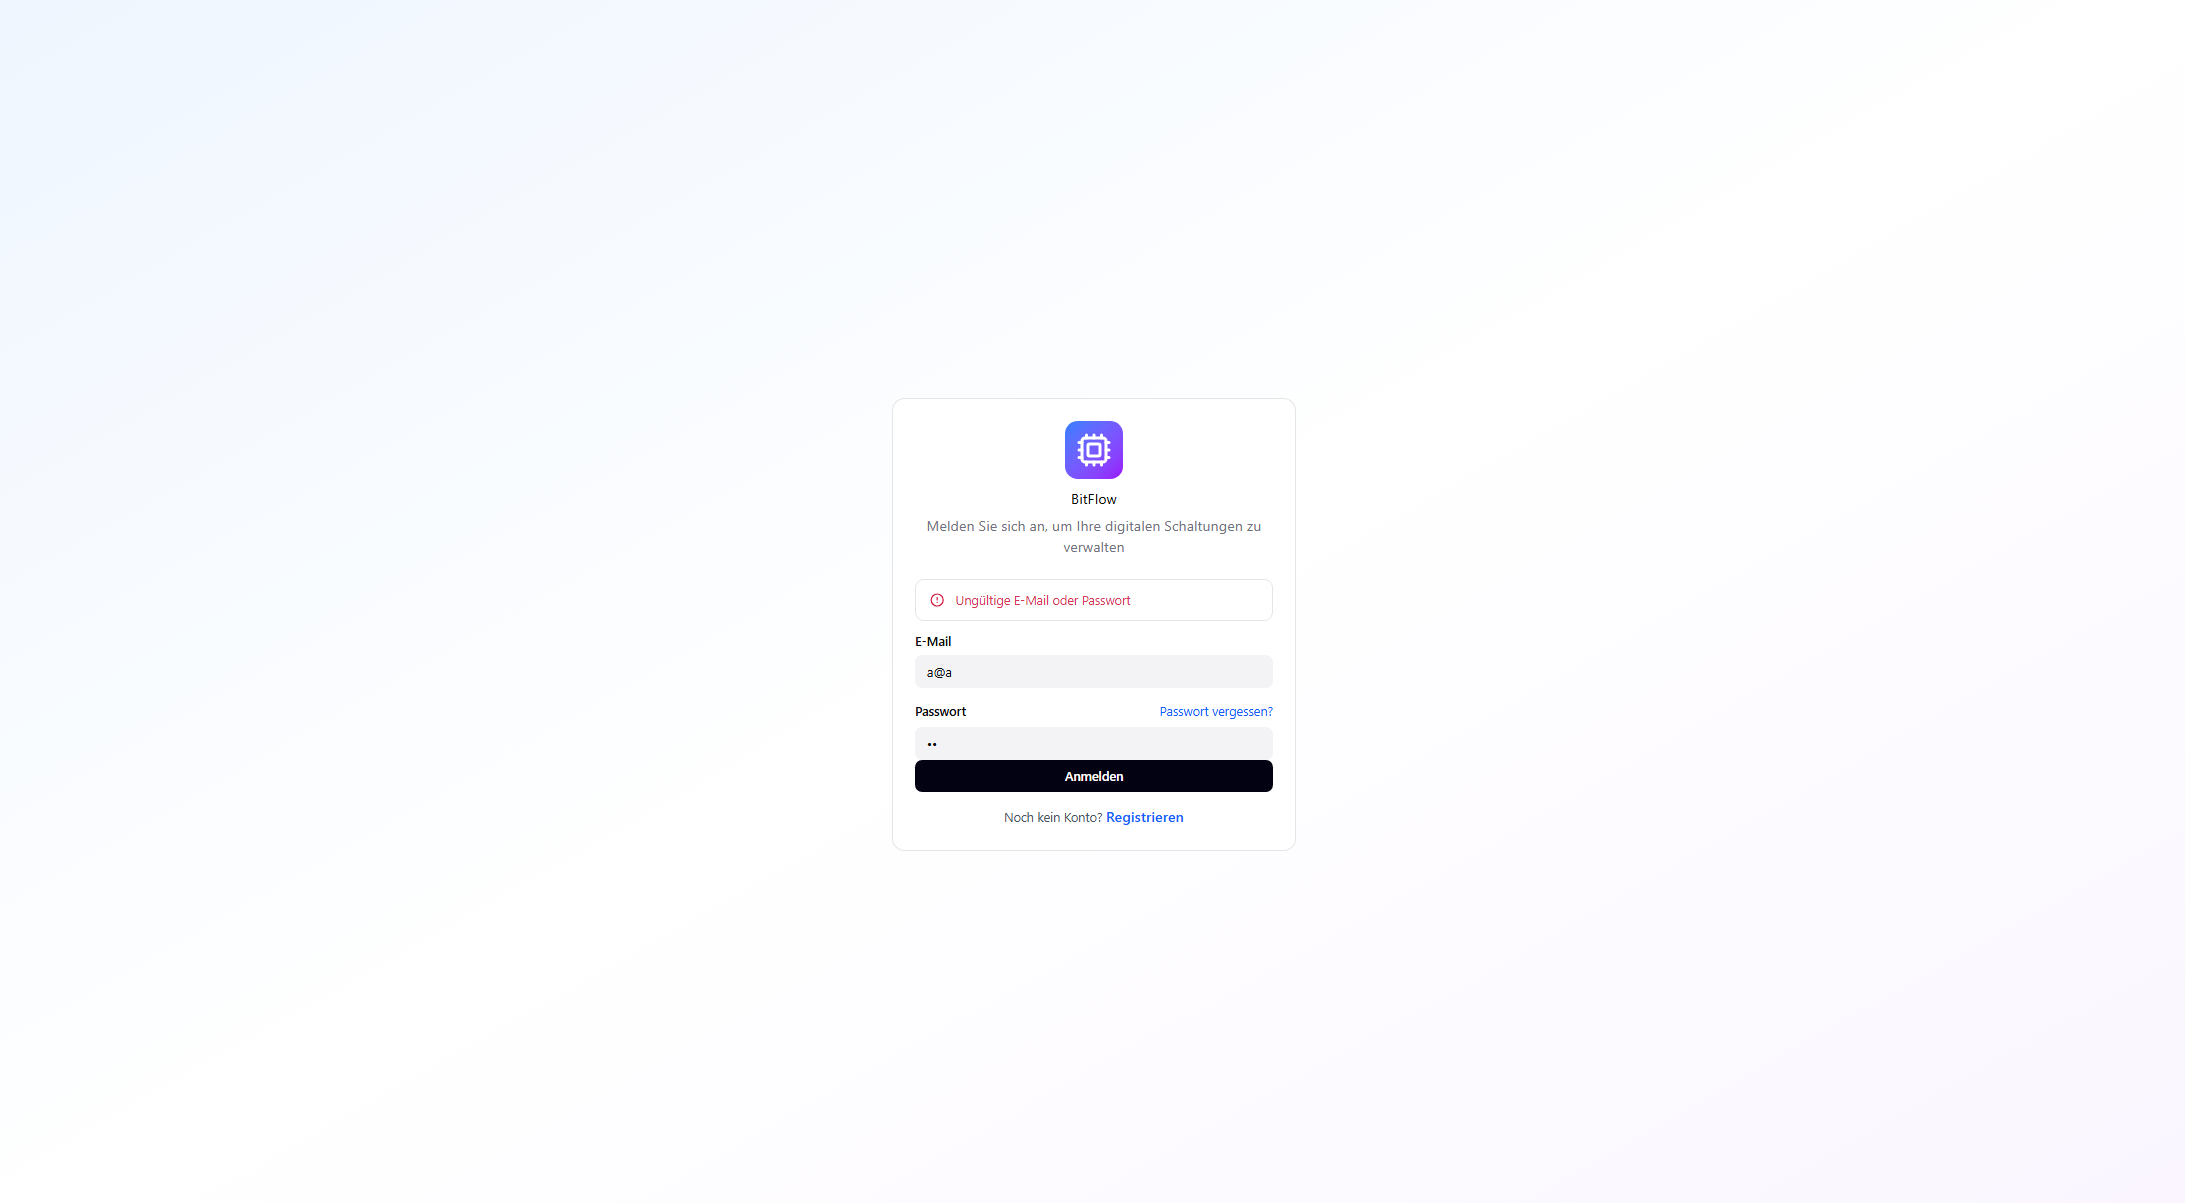 BitFlow
Melden Sie sich an, um Ihre digitalen Schaltungen zu
verwalten
Ungültige E-Mail oder Passwort
E-Mail
a@a
Passwort Passwort vergessen?
••
Anmelden
Noch kein Konto? Registrieren